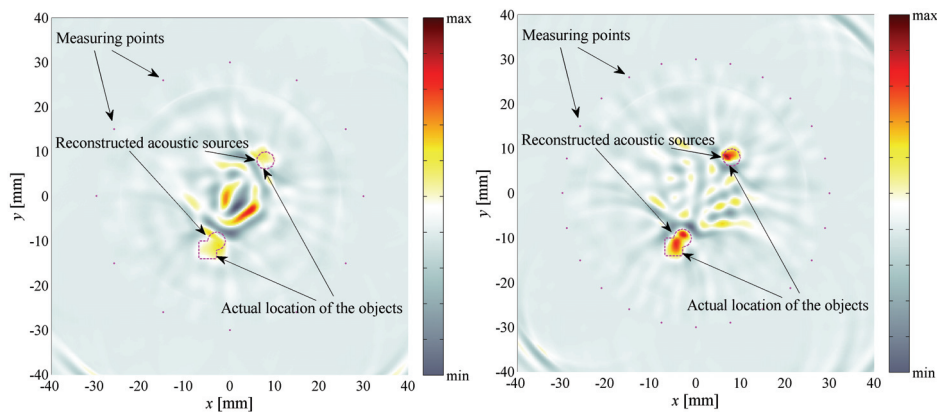 40
30
20
10
0
-10
-20
-30
-40
y [mm]
-40
-30
-20
-10
0
10
20
30
40
x [mm]
Measuring points
Reconstructed acoustic sources
Actual location of the objects
max
min
40
30
20
10
0
-10
-20
-30
-40
y [mm]
-40
-30
-20
-10
0
10
20
30
40
x [mm]
Measuring points
Reconstructed acoustic sources
Actual location of the objects
max
min